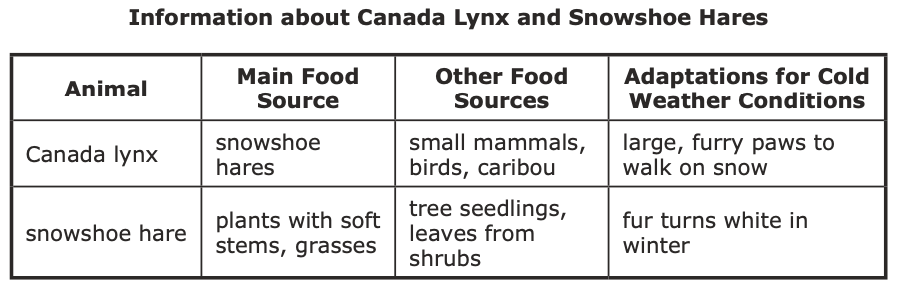 Information about Canada Lynx and Snowshoe Hares
Animal
Main Food
Source
Other Food
Sources
Adaptations for Cold
Weather Conditions
Canada lynx
snowshoe
hares
small mammals,
birds, caribou
large, furry paws to
walk on snow
snowshoe hare
plants with soft
stems, grasses
tree seedlings,
leaves from
shrubs
fur turns white in
winter